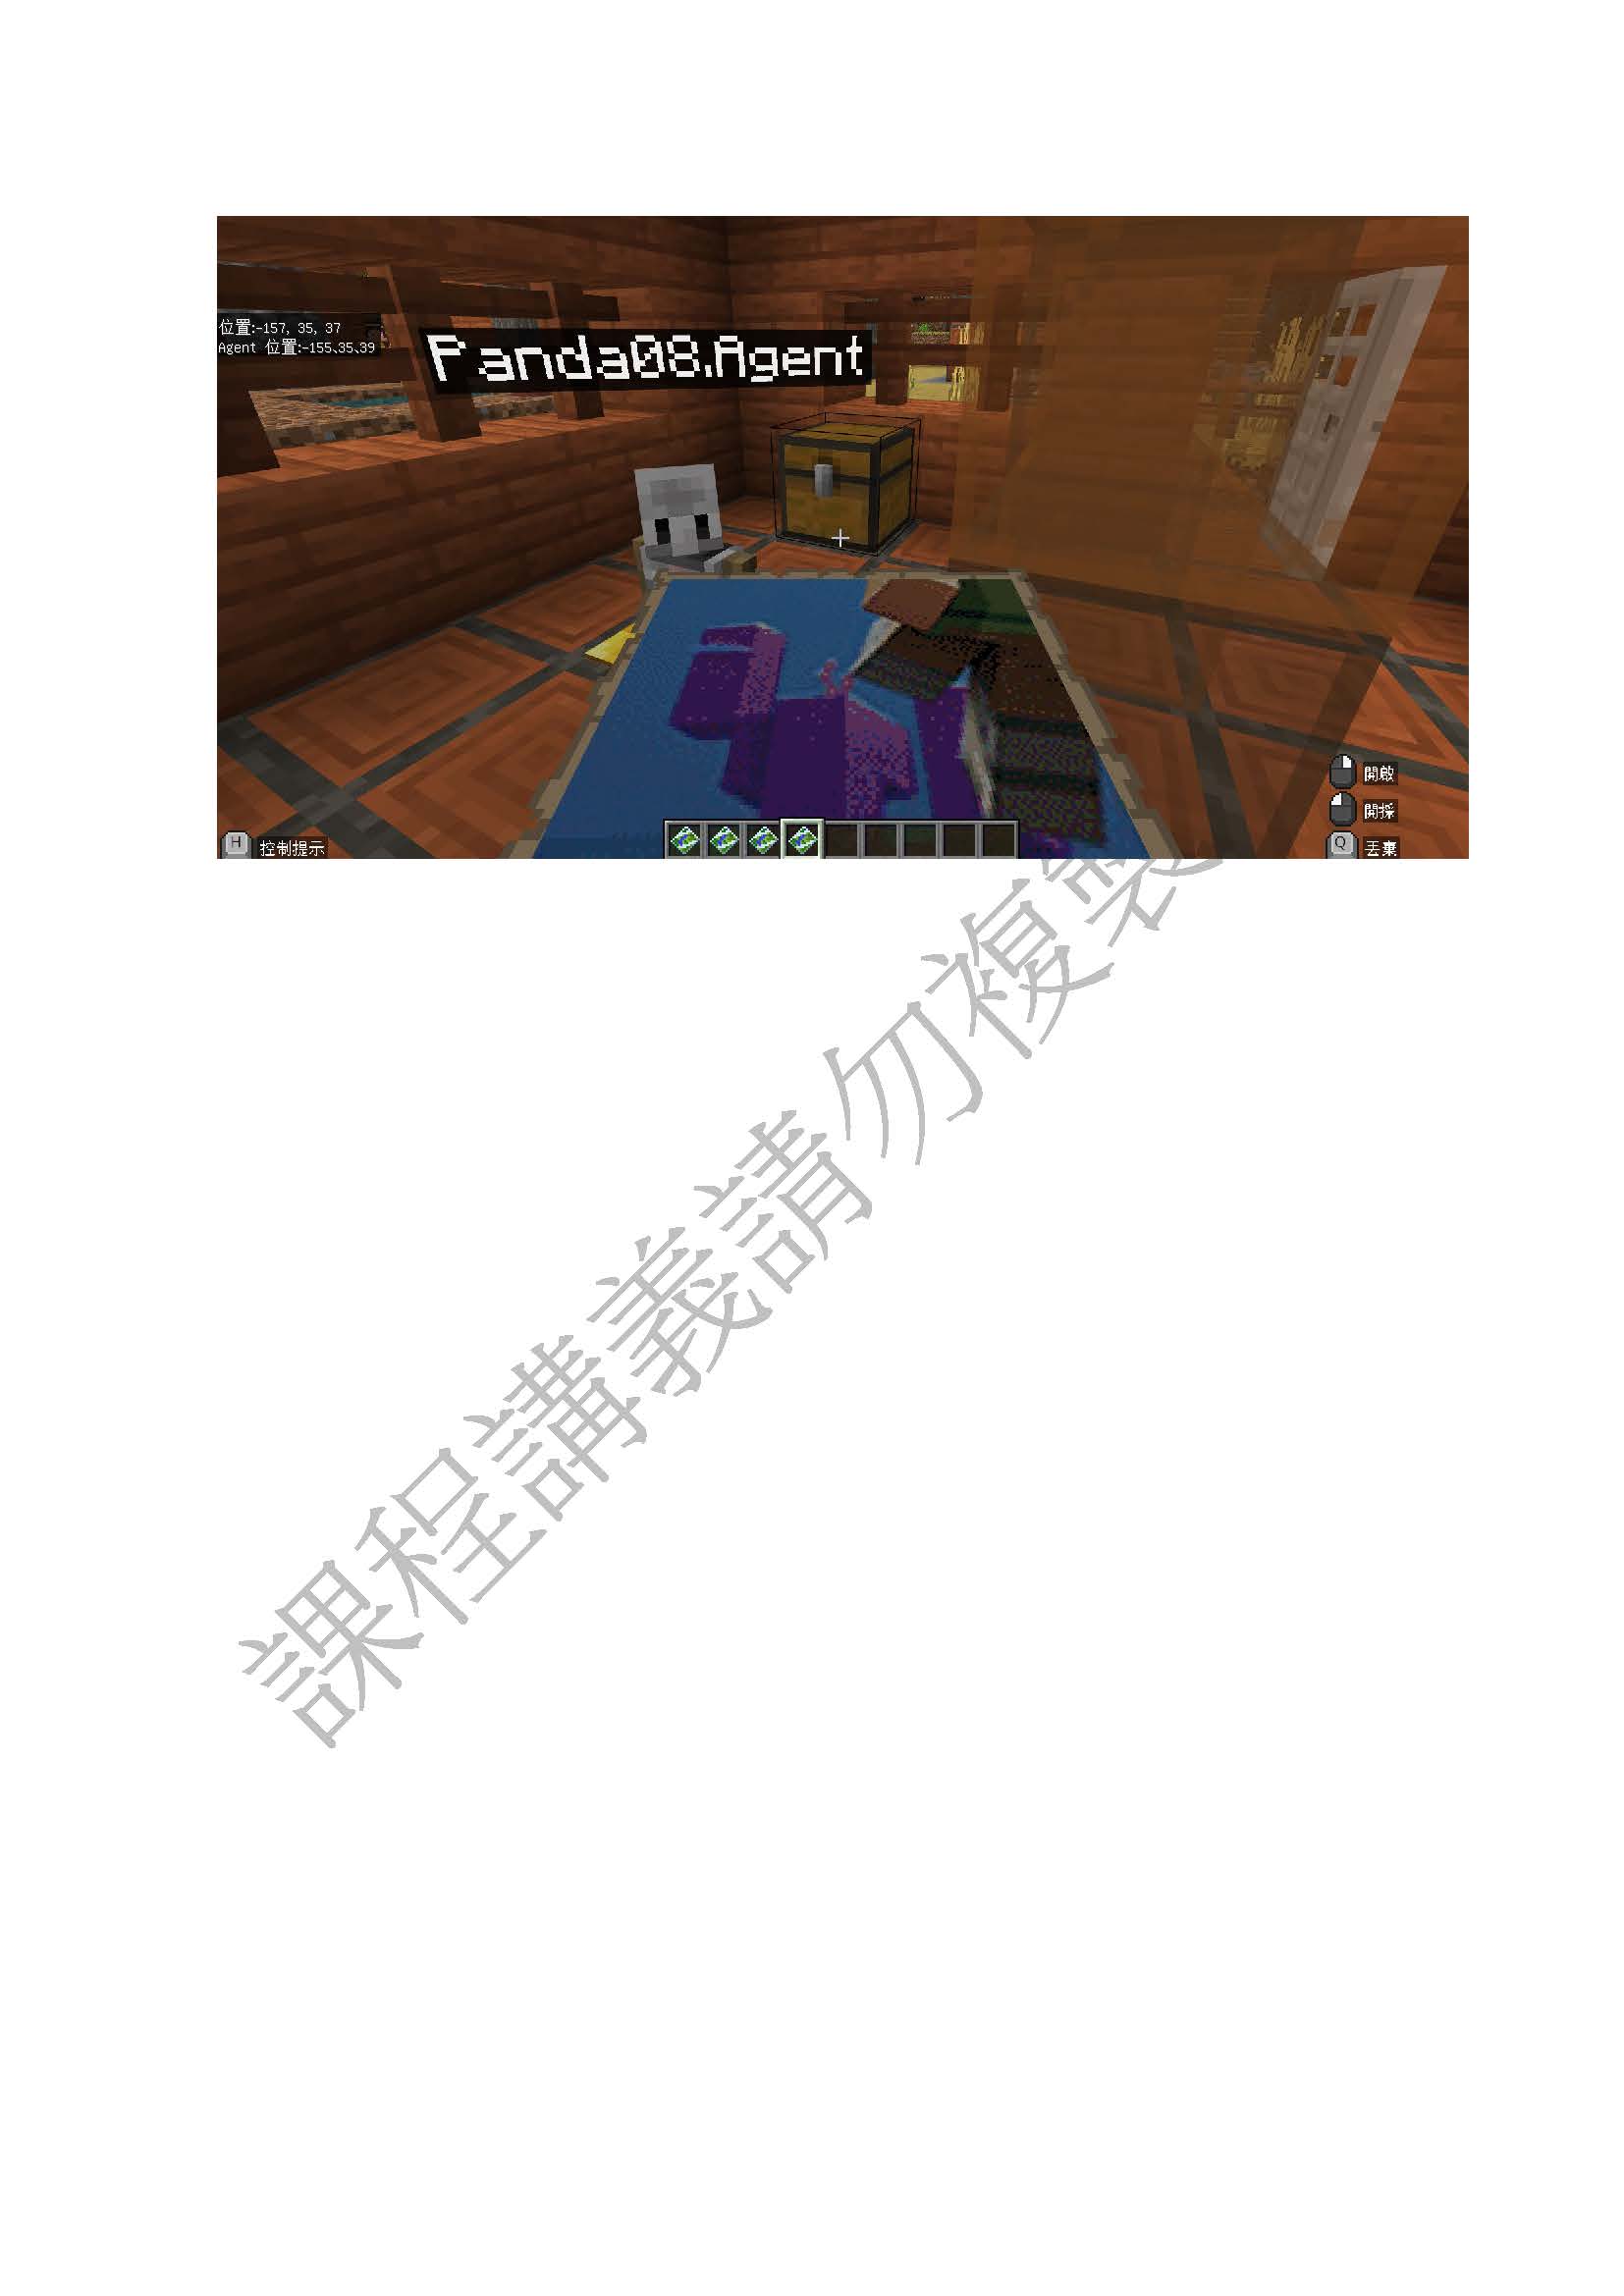 位置:-157, 35, 37
Agent 位置:-155、35、39
Panda08.Agent
開啟
開採
Q
丟棄
H
控制提示
課程講義請勿複製